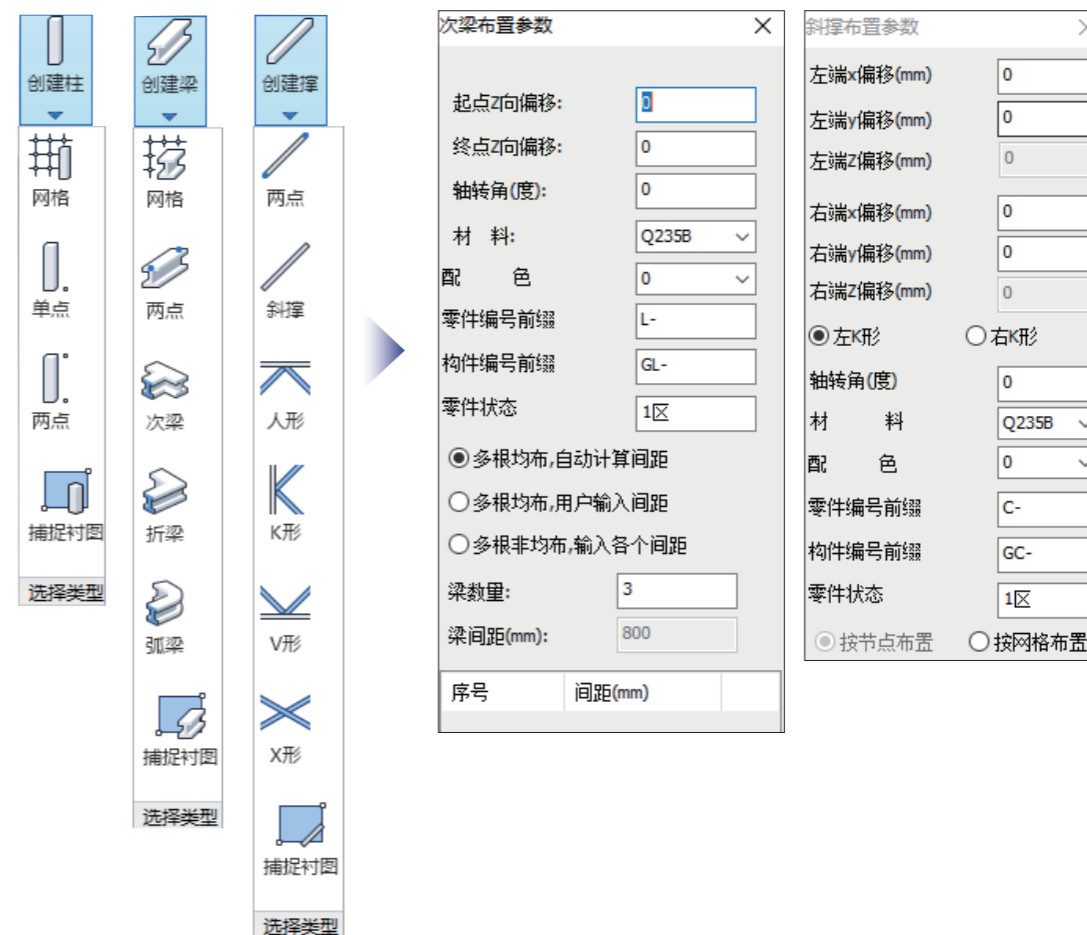 创建柱
网格
单点
两点
捕捉衬图
选择类型
创建梁
网格
两点
次梁
折梁
弧梁
捕捉衬图
选择类型
创建撑
两点
斜撑
人形
K形
V形
X形
捕捉衬图
选择类型
次梁布置参数
起点Z向偏移: 0
终点Z向偏移: 0
轴转角(度): 0
材 料: Q235B
配 色 0
零件编号前缀 L-
构件编号前缀 GL-
零件状态 1区
多根均布,自动计算间距
多根均布,用户输入间距
多根非均布,输入各个间距
梁数量: 3
梁间距(mm): 800
序号 间距(mm)
斜撑布置参数
左端x偏移(mm) 0
左端y偏移(mm) 0
左端Z偏移(mm) 0
右端x偏移(mm) 0
右端y偏移(mm) 0
右端Z偏移(mm) 0
左K形 右K形
轴转角(度) 0
材 料 Q235B
配 色 0
零件编号前缀 C-
构件编号前缀 GC-
零件状态 1区
按节点布置 按网格布置